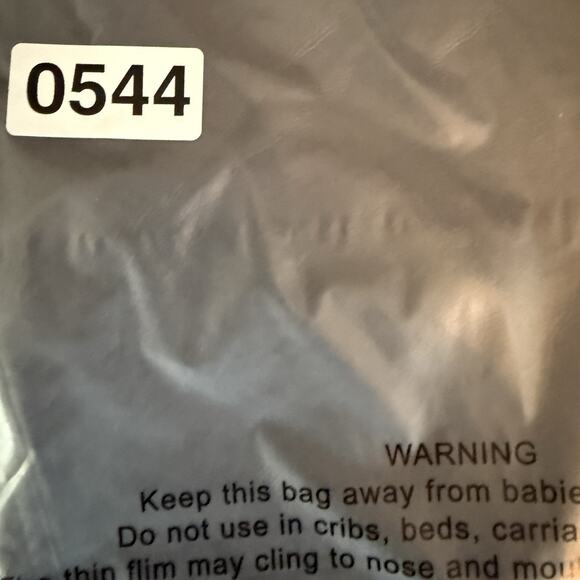 0544
WARNING
Keep this bag away from babie
Do not use in cribs, beds, carria
thin flim may cling to nose and mou